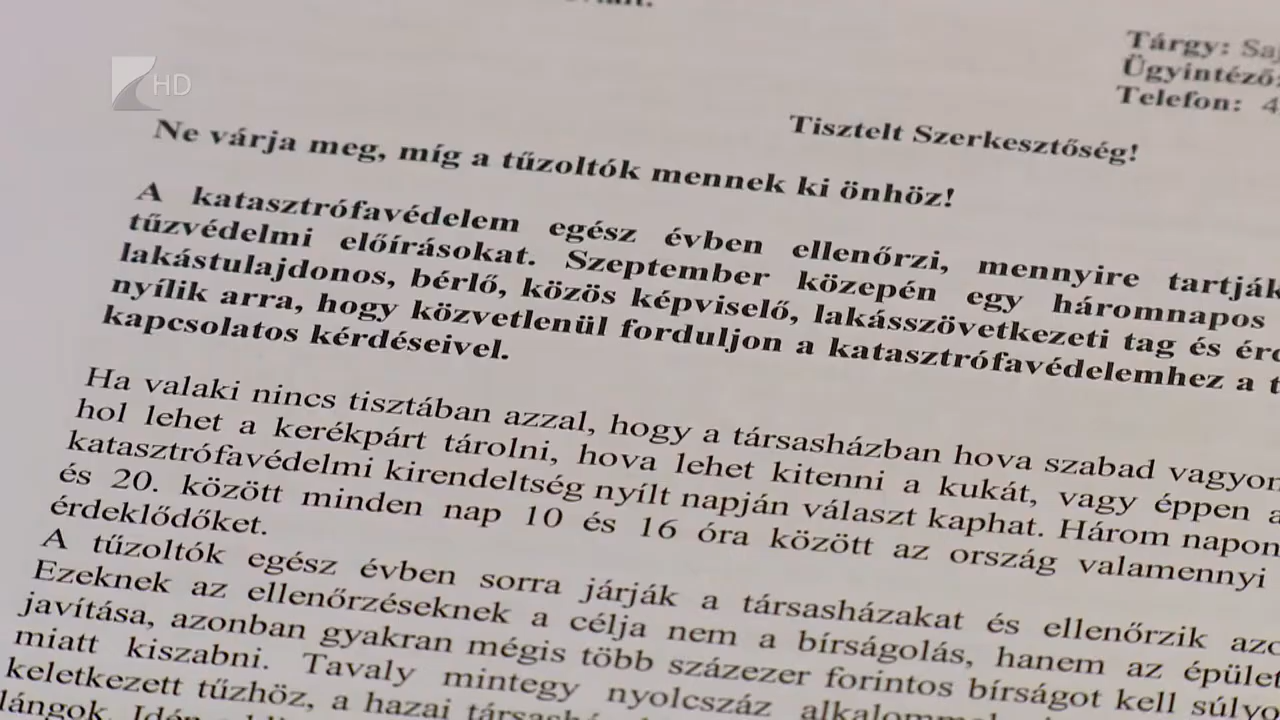 HD
Tárgy:
Ügyintéző:
Telefon: 4
Tisztelt Szerkesztőség!
Ne várja meg, míg a tűzoltók mennek ki önhöz!
A katasztrófavédelem egész évben ellenőrzi, mennyire tartják
tűzvédelmi előírásokat. Szeptember közepén egy háromnapos
lakástulajdonos, bérlő, közös képviselő, lakásszövetkezeti tag és
nyílik arra, hogy közvetlenül forduljon a katasztrófavédelemhez a
kapcsolatos kérdéseivel.
Ha valaki nincs tisztában azzal, hogy a társasházban hova szabad
hol lehet a kerékpárt tárolni, hova lehet kitenni a kukát, vagy éppen
katasztrófavédelmi kirendeltség nyílt napján választ kaphat. Három napon
és 20. között minden nap 10 és 16 óra között az ország valamennyi
érdeklődőket.
A tűzoltók egész évben sorra járják a társasházakat és ellenőrzik
Ezeknek az ellenőrzéseknek a célja nem a bírságolás, hanem az
javítása, azonban gyakran mégis több százezer forintos bírságot kell
miatt kiszabni. Tavaly mintegy nyolcszáz
keletkezett tűzhöz, a hazai
lángok. Idén